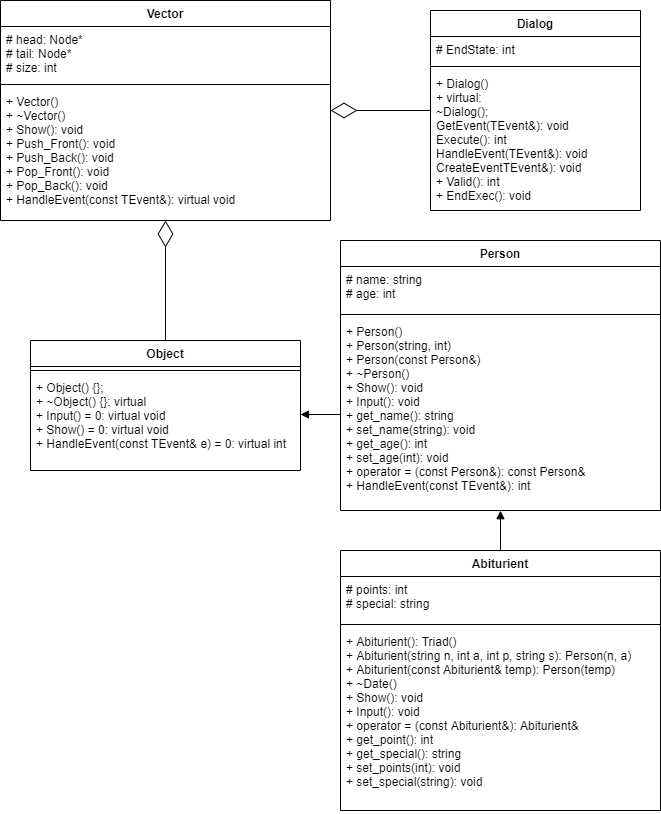 Vector
# head: Node*
# tail: Node*
# size: int
+ Vector()
+ ~Vector()
+ Show(): void
+ Push_Front(): void
+ Push_Back(): void
+ Pop_Front(): void
+ Pop_Back(): void
+ HandleEvent(const TEvent&): virtual void
Dialog
# EndState: int
+ Dialog()
+ virtual:
~Dialog();
GetEvent(TEvent&): void
Execute(): int
HandleEvent(TEvent&): void
CreateEventTEvent&): void
+ Valid(): int
+ EndExec(): void
Object
+ Object() {};
+ ~Object() {}: virtual
+ Input() = 0: virtual void
+ Show() = 0: virtual void
+ HandleEvent(const TEvent& e) = 0: virtual int
Person
# name: string
# age: int
+ Person()
+ Person(string, int)
+ Person(const Person&)
+ ~Person()
+ Show(): void
+ Input(): void
+ get_name(): string
+ set_name(string): void
+ get_age(): int
+ set_age(int): void
+ operator = (const Person&): const Person&
+ HandleEvent(const TEvent&): int
Abiturient
# points: int
# special: string
+ Abiturient(): Triad()
+ Abiturient(string n, int a, int p, string s): Person(n, a)
+ Abiturient(const Abiturient& temp): Person(temp)
+ ~Date()
+ Show(): void
+ Input(): void
+ operator = (const Abiturient&): Abiturient&
+ get_point(): int
+ get_special(): string
+ set_points(int): void
+ set_special(string): void